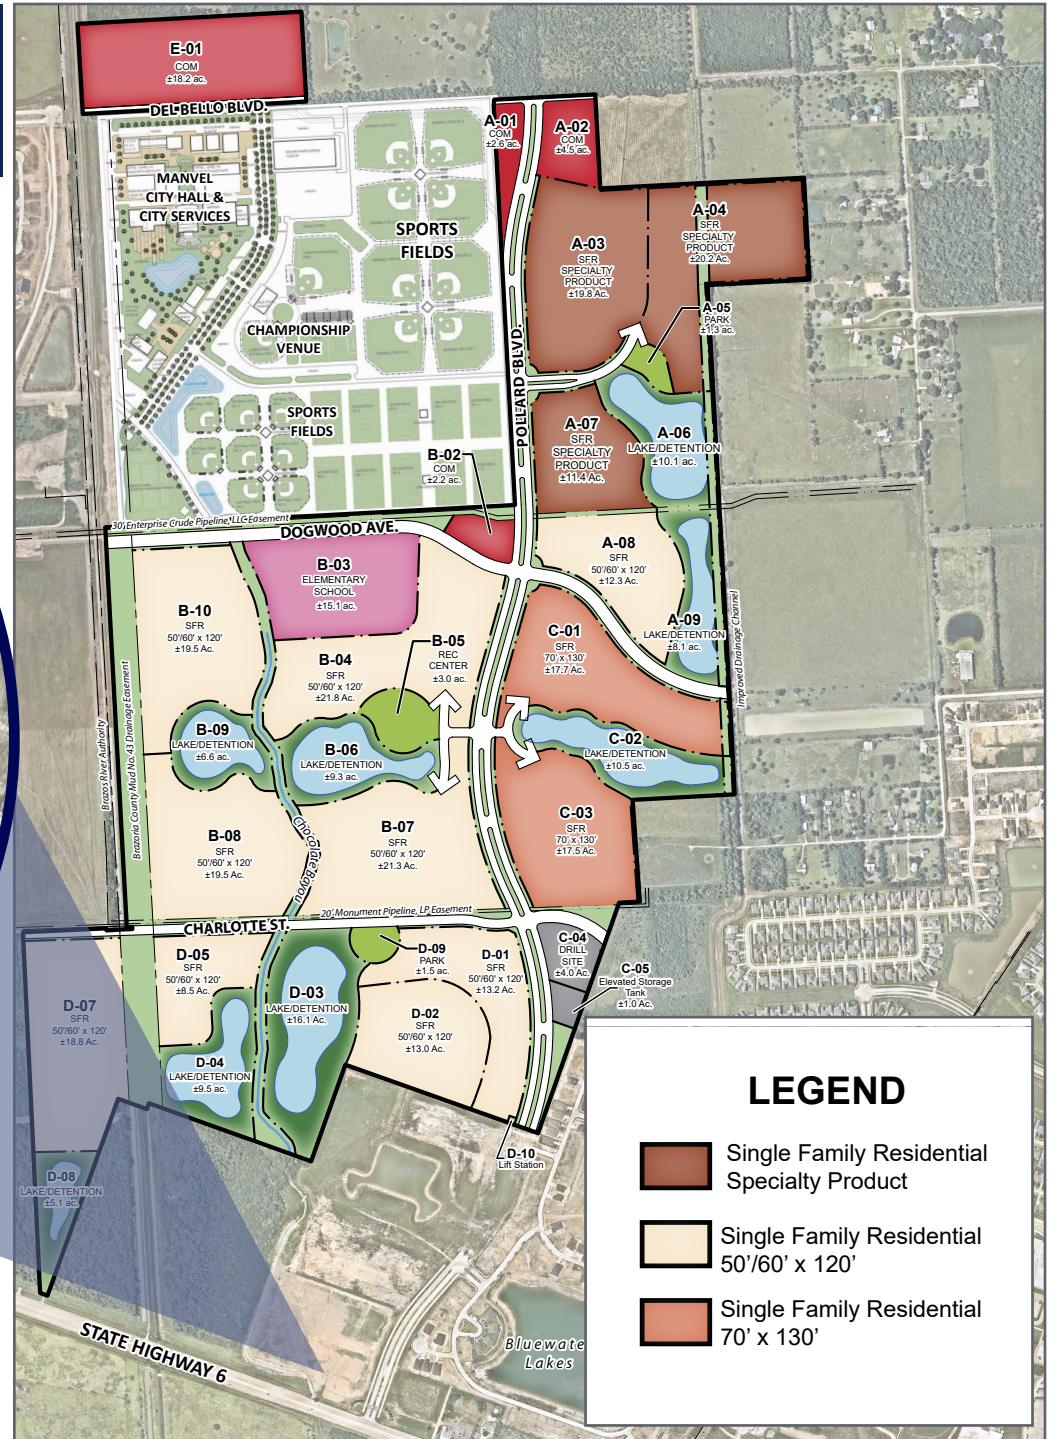 E-01
COM
±18.2 ac.
DEL BELLO BLVD.
A-01
COM
±2.6 ac.
A-02
COM
±4.5 ac.
MANVEL
CITY HALL &
CITY SERVICES
SPORTS
FIELDS
A-03
SFR
SPECIALTY
PRODUCT
±19.8 Ac.
A-04
SFR
SPECIALTY
PRODUCT
±20.2 Ac.
A-05
PARK
±1.3 ac.
CHAMPIONSHIP
VENUE
POLLARD BLVD.
SPORTS
FIELDS
A-07
SFR
SPECIALTY
PRODUCT
±11.4 Ac.
A-06
LAKE/DETENTION
±10.1 ac.
B-02
COM
±2.2 ac.
30' Enterprise Crude Pipeline, LLC Easement
DOGWOOD AVE.
A-08
SFR
50'/60' x 120'
±12.3 Ac.
B-03
ELEMENTARY
SCHOOL
±15.1 ac.
A-09
LAKE/DETENTION
±8.1 ac.
Improved Drainage Channel
B-10
SFR
50'/60' x 120'
±19.5 Ac.
B-04
SFR
50'/60' x 120'
±21.8 Ac.
B-05
REC
CENTER
±3.0 ac.
C-01
SFR
70' x 130'
±17.7 Ac.
Brazos River Authority
Brazoria County Mud No. 43 Drainage Easement
B-09
LAKE/DETENTION
±6.6 ac.
B-06
LAKE/DETENTION
±9.3 ac.
C-02
LAKE/DETENTION
±10.5 ac.
B-08
SFR
50'/60' x 120'
±19.5 Ac.
Chocolate Bayou
B-07
SFR
50'/60' x 120'
±21.3 Ac.
C-03
SFR
70' x 130'
±17.5 Ac.
20' Monument Pipeline, LP Easement
CHARLOTTE ST.
D-05
SFR
50'/60' x 120'
±8.5 Ac.
D-09
PARK
±1.5 ac.
D-01
SFR
50'/60' x 120'
±13.2 Ac.
C-04
DRILL
SITE
±4.0 Ac.
C-05
Elevated Storage
Tank
±1.0 Ac.
D-07
SFR
50'/60' x 120'
±18.8 Ac.
D-03
LAKE/DETENTION
±16.1 Ac.
D-02
SFR
50'/60' x 120'
±13.0 Ac.
D-04
LAKE/DETENTION
±9.5 ac.
D-10
Lift Station
D-08
LAKE/DETENTION
±5.1 ac.
STATE HIGHWAY 6
Bluewate
Lakes
LEGEND
Single Family Residential
Specialty Product
Single Family Residential
50'/60' x 120'
Single Family Residential
70' x 130'